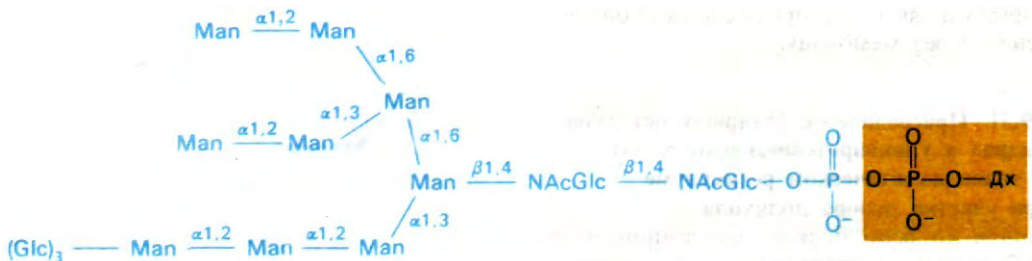 Man α1,2 Man
α1,6
Man α1,2 Man α1,3 Man
α1,6
Man β1,4 NAcGlc β1,4 NAcGlc—O—P—O—P—O—Дх
O O
O⁻ O⁻
α1,3
(Glc)₃ — Man α1,2 Man α1,2 Man